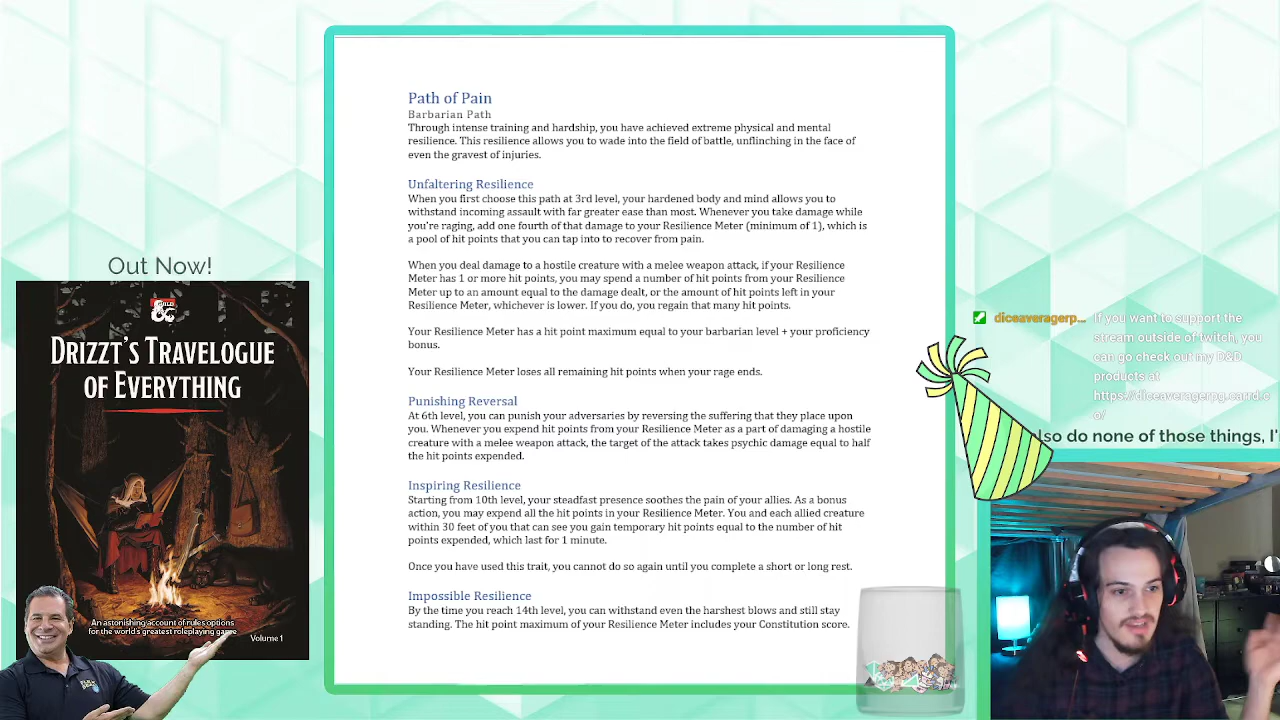 Path of Pain
Barbarian Path
Through intense training and hardship, you have achieved extreme physical and mental
resilience. This resilience allows you to wade into the field of battle, unflinching in the face of
even the gravest of injuries.
Unfaltering Resilience
When you first choose this path at 3rd level, your hardened body and mind allows you to
withstand incoming assault with far greater ease than most. Whenever you take damage while
you're raging, add one fourth of that damage to your Resilience Meter (minimum of 1), which is
a pool of hit points that you can tap into to recover from pain.
When you deal damage to a hostile creature with a melee weapon attack, if your Resilience
Meter has 1 or more hit points, you may spend a number of hit points from your Resilience
Meter up to an amount equal to the damage dealt, or the amount of hit points left in your
Resilience Meter, whichever is lower. If you do, you regain that many hit points.
Your Resilience Meter has a hit point maximum equal to your barbarian level + your proficiency
bonus.
Your Resilience Meter loses all remaining hit points when your rage ends.
Punishing Reversal
At 6th level, you can punish your adversaries by reversing the suffering that they place upon
you. Whenever you expend hit points from your Resilience Meter as a part of damaging a hostile
creature with a melee weapon attack, the target of the attack takes psychic damage equal to half
the hit points expended.
Inspiring Resilience
Starting from 10th level, your steadfast presence soothes the pain of your allies. As a bonus
action, you may expend all the hit points in your Resilience Meter. You and each allied creature
within 30 feet of you that can see you gain temporary hit points equal to the number of hit
points expended, which last for 1 minute.
Once you have used this trait, you cannot do so again until you complete a short or long rest.
Impossible Resilience
By the time you reach 14th level, you can withstand even the harshest blows and still stay
standing. The hit point maximum of your Resilience Meter includes your Constitution score.
Out Now!
DRIZZT'S TRAVELOGUE
OF EVERYTHING
An astonishing account of rules options
for the world's greatest roleplaying game
Volume 1
diceaveragerp... If you want to support the
stream outside of twitch, you
can go check out my D&D
products at
https://diceaveragerpg.carrd.c
o/
lso do none of those things, I'